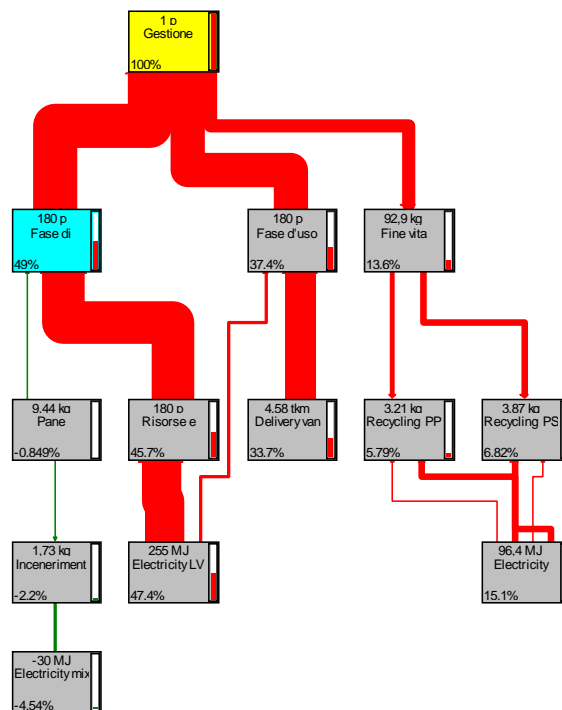 1 p
Gestione
100%
180 p
Fase di
49%
180 p
Fase d'uso
37.4%
92,9 kg
Fine vita
13.6%
9.44 kg
Pane
-0.849%
180 p
Risorse e
45.7%
4.58 tkm
Delivery van
33.7%
3.21 kg
Recycling PP
5.79%
3.87 kg
Recycling PS
6.82%
1,73 kg
Inceneriment
-2.2%
255 MJ
Electricity LV
47.4%
96,4 MJ
Electricity
15.1%
-30 MJ
Electricity mix
-4.54%